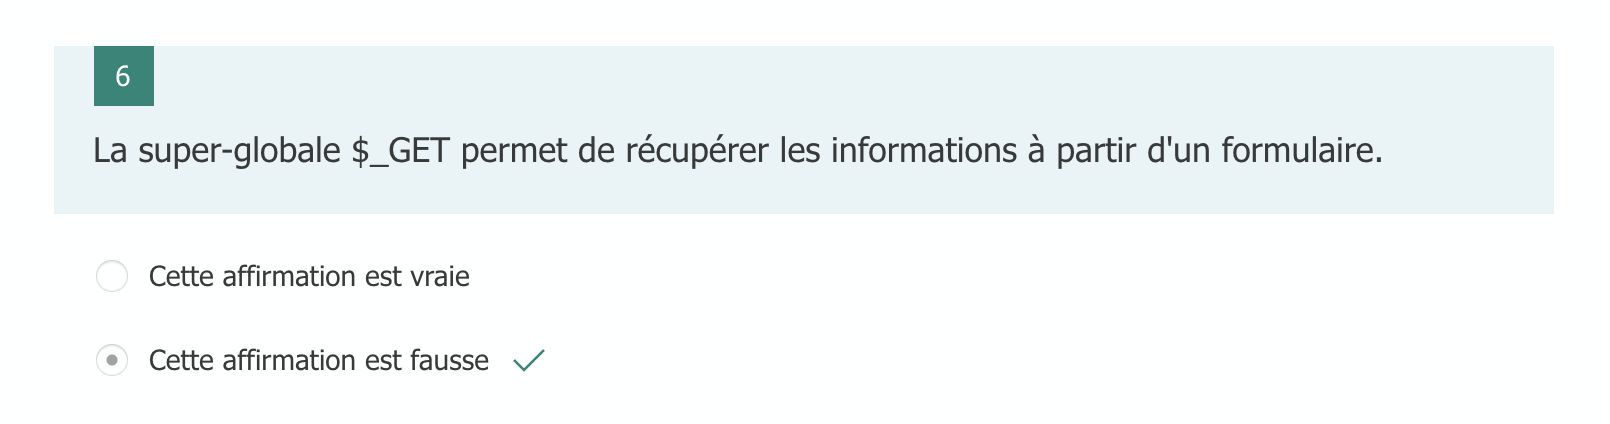 6
La super-globale $_GET permet de récupérer les informations à partir d'un formulaire.
Cette affirmation est vraie
Cette affirmation est fausse